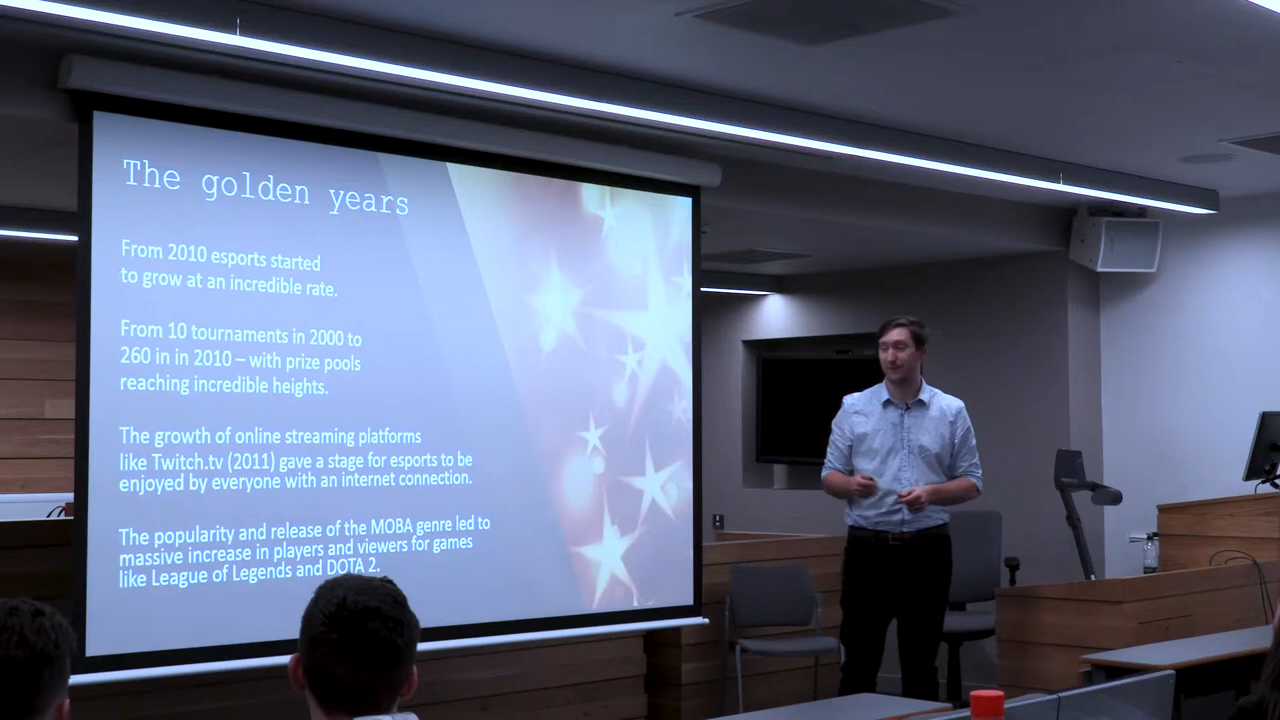 The golden years
From 2010 esports started
to grow at an incredible rate.
From 10 tournaments in 2000 to
260 in in 2010 – with prize pools
reaching incredible heights.
The growth of online streaming platforms
like Twitch.tv (2011) gave a stage for esports to be
enjoyed by everyone with an internet connection.
The popularity and release of the MOBA genre led to
massive increase in players and viewers for games
like League of Legends and DOTA 2.